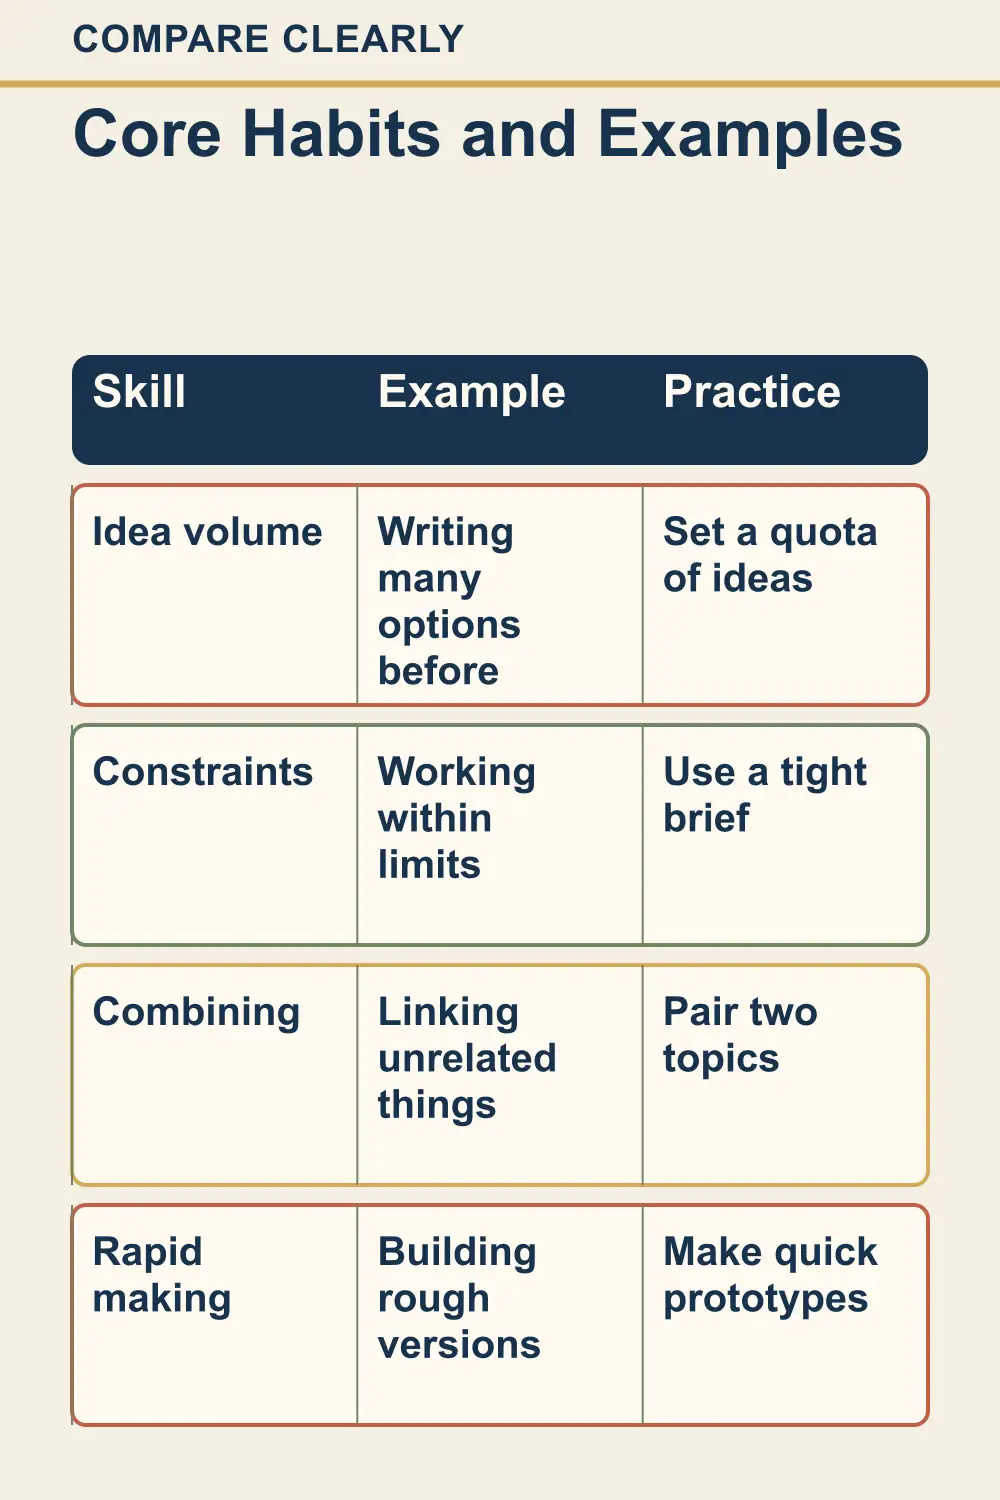 COMPARE CLEARLY
Core Habits and Examples
Skill
Example
Practice
Idea volume
Writing
many
options
before
Set a quota
of ideas
Constraints
Working
within
limits
Use a tight
brief
Combining
Linking
unrelated
things
Pair two
topics
Rapid
making
Building
rough
versions
Make quick
prototypes